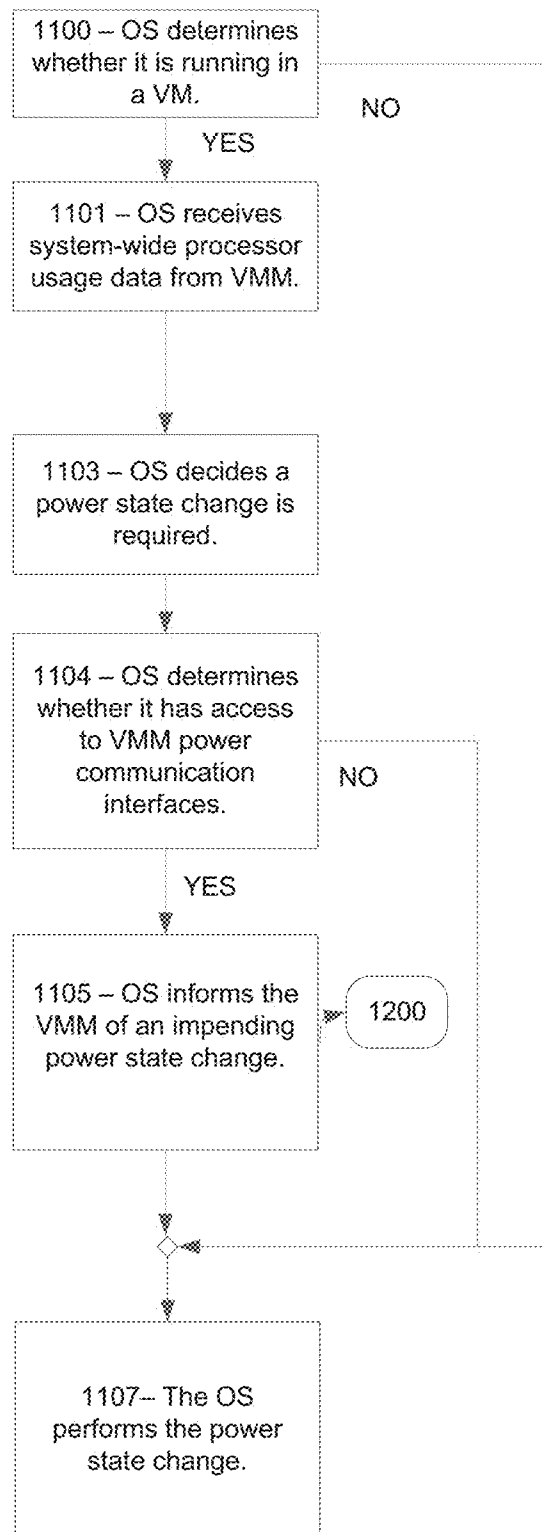 1100 – OS determines
whether it is running in
a VM.
NO
YES
1101 – OS receives
system-wide processor
usage data from VMM.
1103 – OS decides a
power state change is
required.
1104 – OS determines
whether it has access
to VMM power
communication
interfaces.
NO
YES
1105 – OS informs the
VMM of an impending
power state change.
1200
1107– The OS
performs the power
state change.